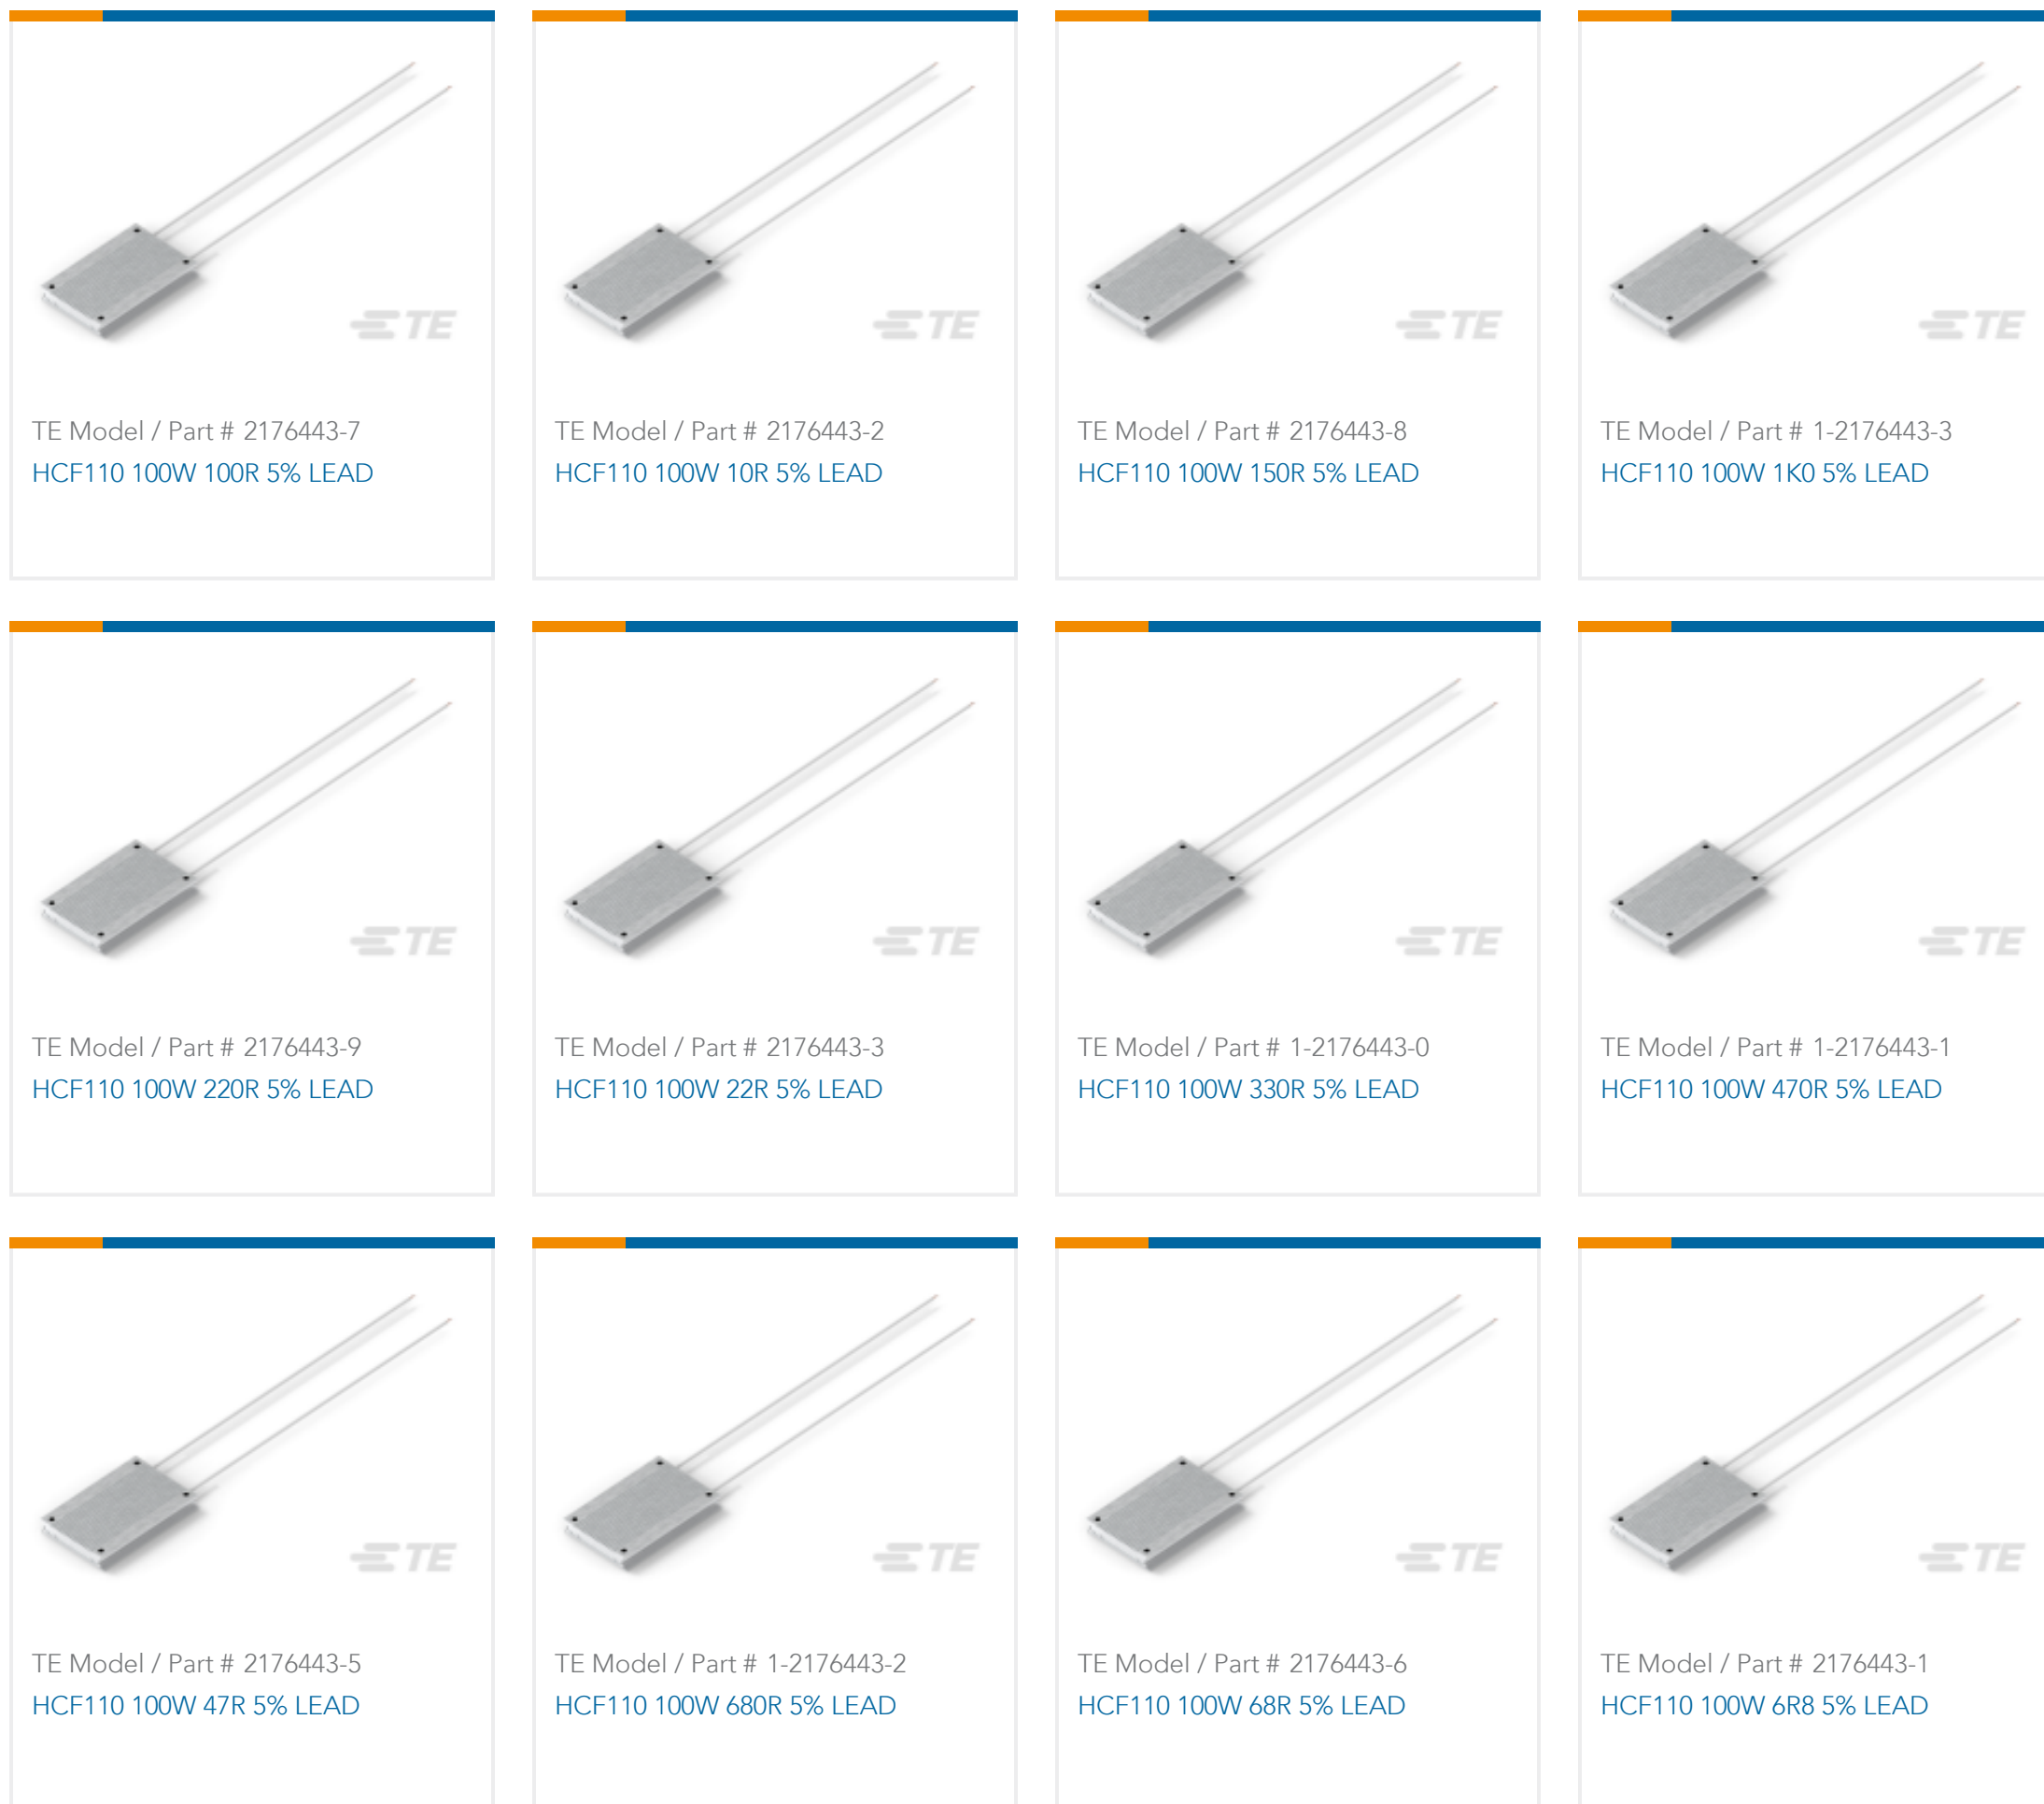 TE
TE
TE
TE
TE Model / Part # 2176443-7
HCF110 100W 100R 5% LEAD
TE Model / Part # 2176443-2
HCF110 100W 10R 5% LEAD
TE Model / Part # 2176443-8
HCF110 100W 150R 5% LEAD
TE Model / Part # 1-2176443-3
HCF110 100W 1K0 5% LEAD
TE
TE
TE
TE
TE Model / Part # 2176443-9
HCF110 100W 220R 5% LEAD
TE Model / Part # 2176443-3
HCF110 100W 22R 5% LEAD
TE Model / Part # 1-2176443-0
HCF110 100W 330R 5% LEAD
TE Model / Part # 1-2176443-1
HCF110 100W 470R 5% LEAD
TE
TE
TE
TE
TE Model / Part # 2176443-5
HCF110 100W 47R 5% LEAD
TE Model / Part # 1-2176443-2
HCF110 100W 680R 5% LEAD
TE Model / Part # 2176443-6
HCF110 100W 68R 5% LEAD
TE Model / Part # 2176443-1
HCF110 100W 6R8 5% LEAD